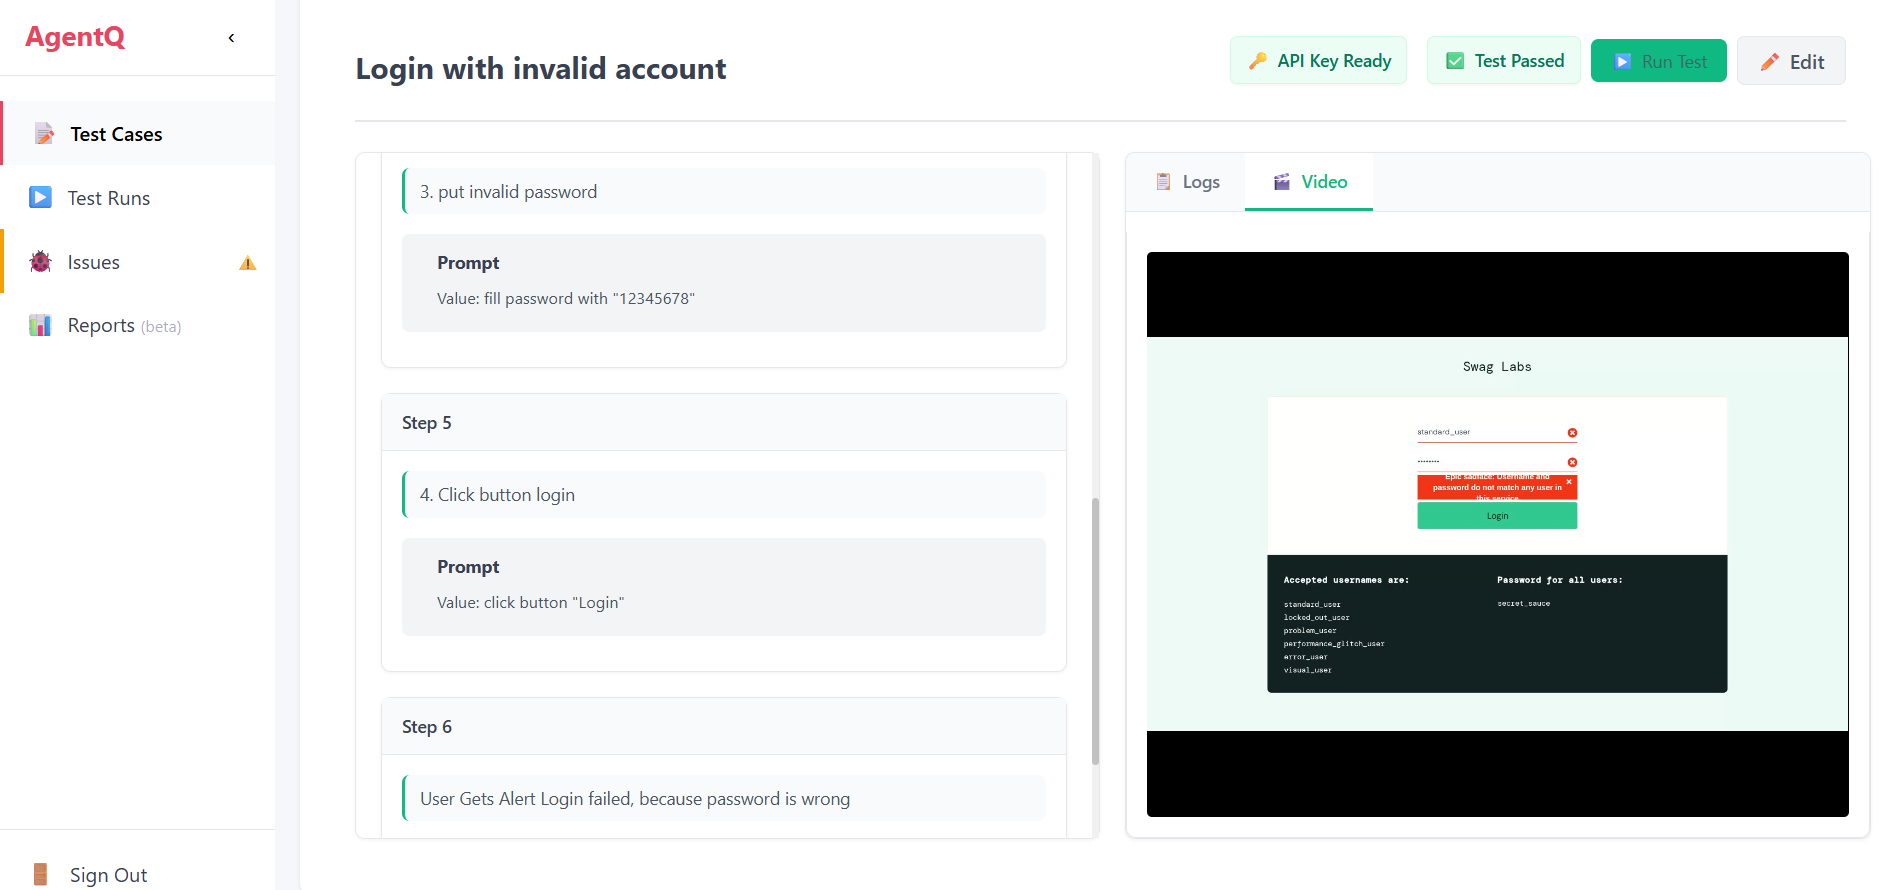 AgentQ
‹
Test Cases
Test Runs
Issues
Reports (beta)
Sign Out
Login with invalid account
API Key Ready
Test Passed
Run Test
Edit
3. put invalid password
Prompt
Value: fill password with "12345678"
Step 5
4. Click button login
Prompt
Value: click button "Login"
Step 6
User Gets Alert Login failed, because password is wrong
Logs
Video
Swag Labs
standard_user
Epic sadface: Username and
password do not match any user in
this service
Login
Accepted usernames are:
standard_user
locked_out_user
problem_user
performance_glitch_user
error_user
visual_user
Password for all users:
secret_sauce